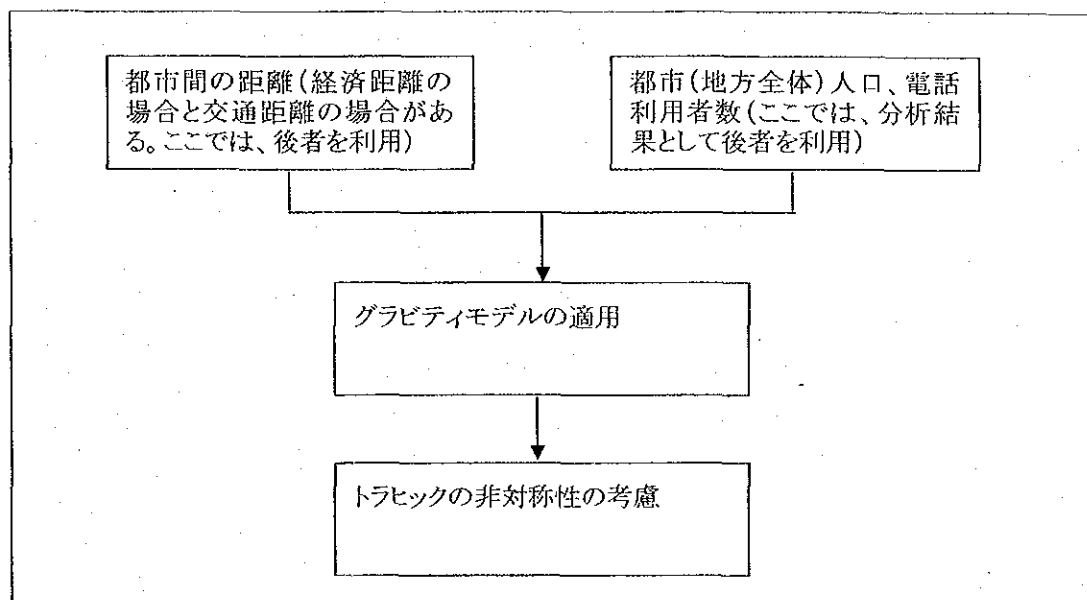 都市間の距離(経済距離の
場合と交通距離の場合があ
る。ここでは、後者を利用)
都市(地方全体)人口、電話
利用者数(ここでは、分析結
果として後者を利用)
グラビティモデルの適用
トラヒックの非対称性の考慮